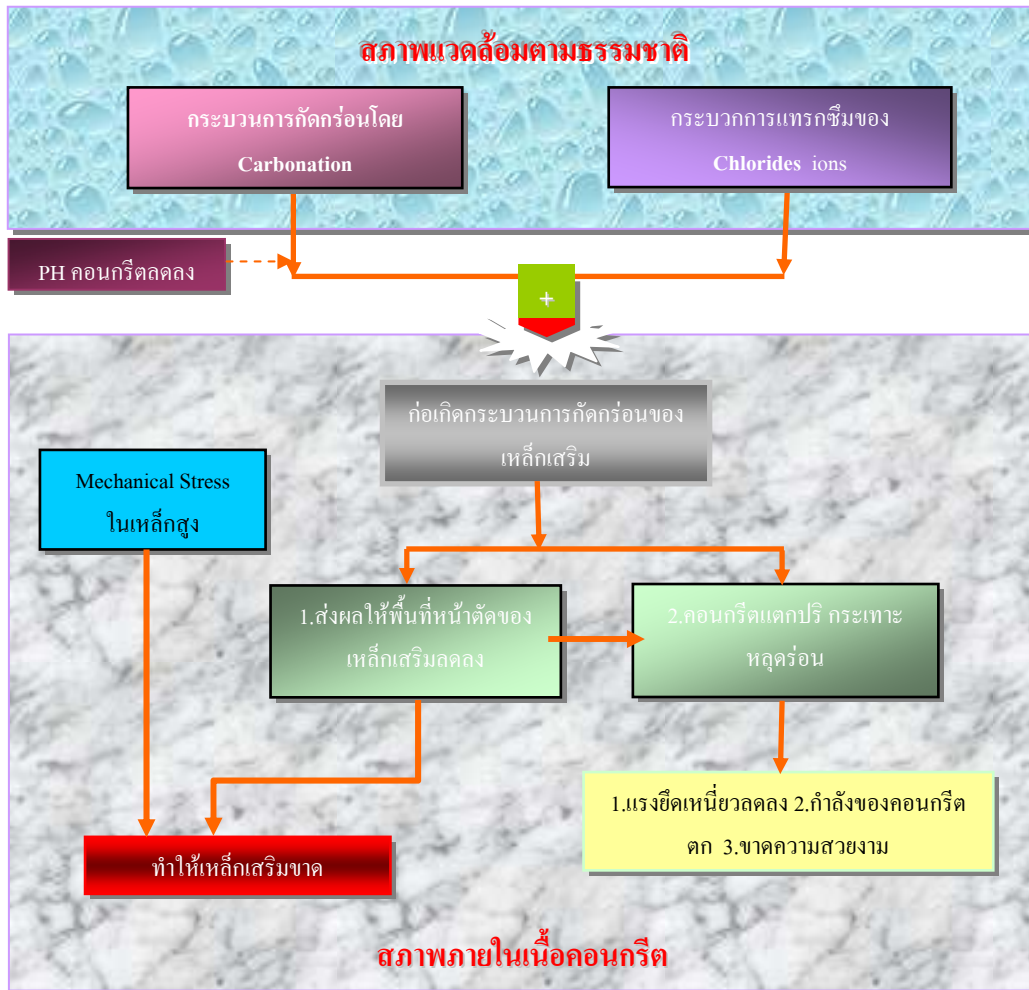 สภาพแวดล้อมตามธรรมชาติ
กระบวนการกัดกร่อนโดย
Carbonation
กระบวกการแทรกซึมของ
Chlorides ions
PH คอนกรีตลดลง
+
ก่อเกิดกระบวนการกัดกร่อนของ
เหล็กเสริม
Mechanical Stress
ในเหล็กสูง
1.ส่งผลให้พื้นที่หน้าตัดของ
เหล็กเสริมลดลง
2.คอนกรีตแตกปริ กระเทาะ
หลุดร่อน
1.แรงยึดเหนี่ยวลดลง 2.กำลังของคอนกรีต
ตก 3.ขาดความสวยงาม
ทำให้เหล็กเสริมขาด
สภาพภายในเนื้อคอนกรีต